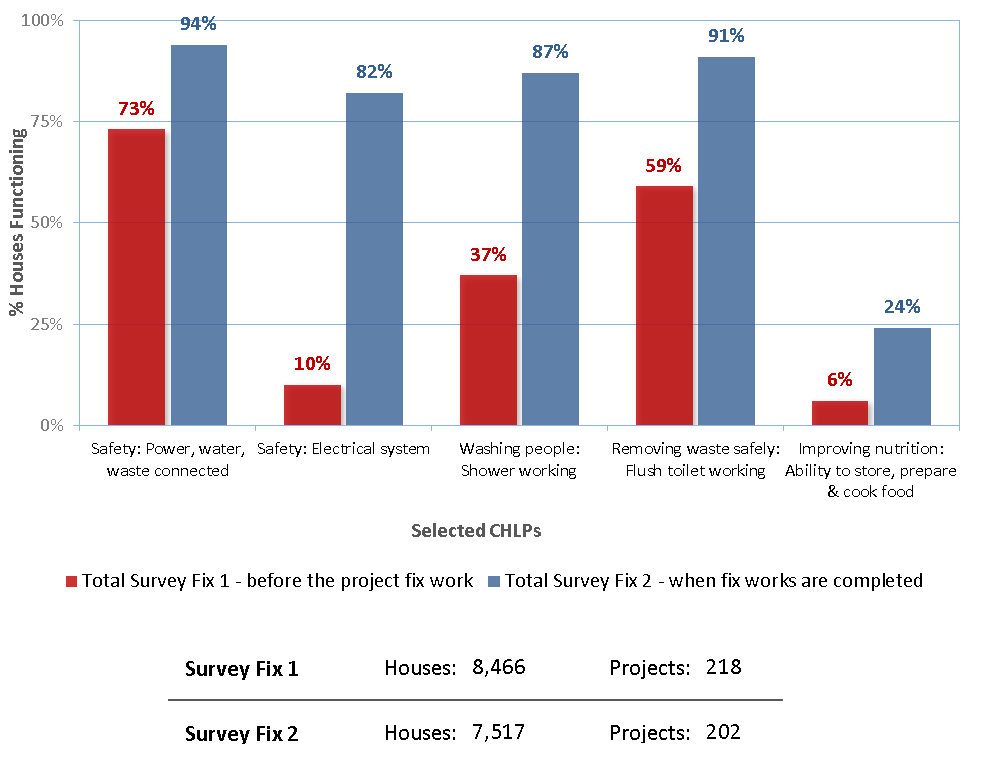 100%
75%
50%
25%
0%
% Houses Functioning
94%
73%
82%
10%
87%
37%
91%
59%
24%
6%
Safety: Power, water,
waste connected
Safety: Electrical system
Washing people:
Shower working
Removing waste safely:
Flush toilet working
Improving nutrition:
Ability to store, prepare
& cook food
Selected CHLPs
Total Survey Fix 1 - before the project fix work
Total Survey Fix 2 - when fix works are completed
Survey Fix 1 Houses: 8,466 Projects: 218
Survey Fix 2 Houses: 7,517 Projects: 202